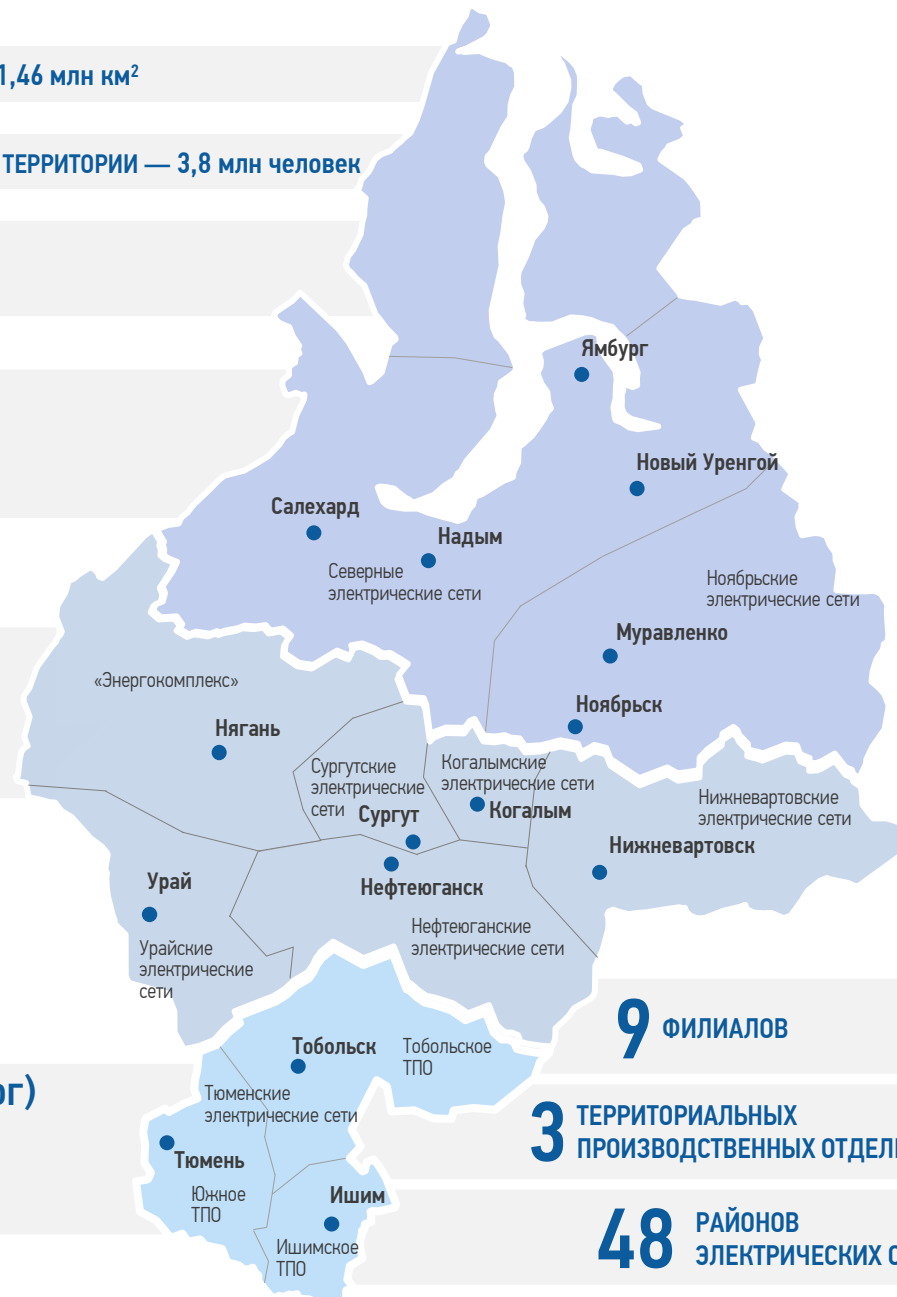 1,46 млн км²
ТЕРРИТОРИИ — 3,8 млн человек
Ямбург
Новый Уренгой
Салехард
Надым
Северные
электрические сети
Ноябрьские
электрические сети
Муравленко
Ноябрьск
«Энергокомплекс»
Нягань
Сургутские
электрические
сети
Сургут
Когалымские
электрические сети
Когалым
Нижневартовские
электрические сети
Нижневартовск
Урай
Нефтеюганск
Урайские
электрические
сети
Нефтеюганские
электрические сети
9 ФИЛИАЛОВ
Тобольск
Тобольское
ТПО
ог)
Тюменские
электрические сети
3 ТЕРРИТОРИАЛЬНЫХ
ПРОИЗВОДСТВЕННЫХ ОТДЕЛ
Тюмень
Южное
ТПО
Ишим
Ишимское
ТПО
48 РАЙОНОВ
ЭЛЕКТРИЧЕСКИХ С